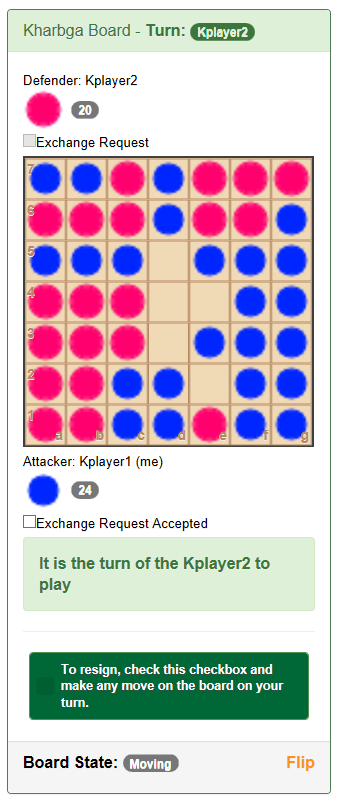 Kharbga Board - Turn: Kplayer2
Defender: Kplayer2
20
Exchange Request
7
6
5
4
3
2
1 a b c d e f g
Attacker: Kplayer1 (me)
24
Exchange Request Accepted
It is the turn of the Kplayer2 to
play
To resign, check this checkbox and
make any move on the board on your
turn.
Board State: Moving Flip